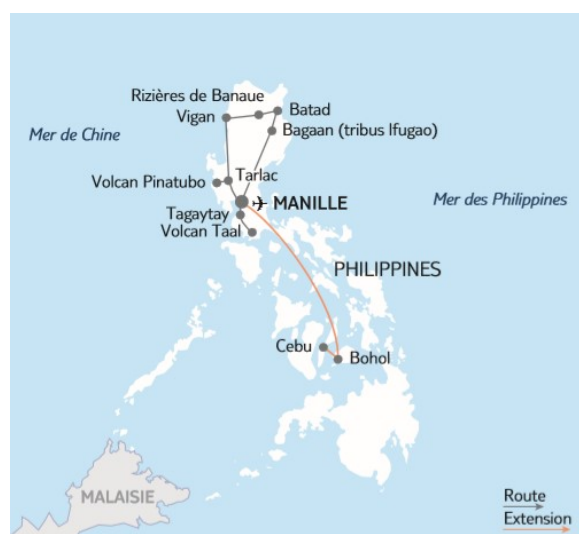 Rizières de Banaue
Batad
Vigan
Bagaan (tribus Ifugao)
Mer de Chine
Tarlac
Volcan Pinatubo
MANILLE
Mer des Philippines
Tagaytay
Volcan Taal
PHILIPPINES
Cebu
Bohol
MALAISIE
Route
Extension